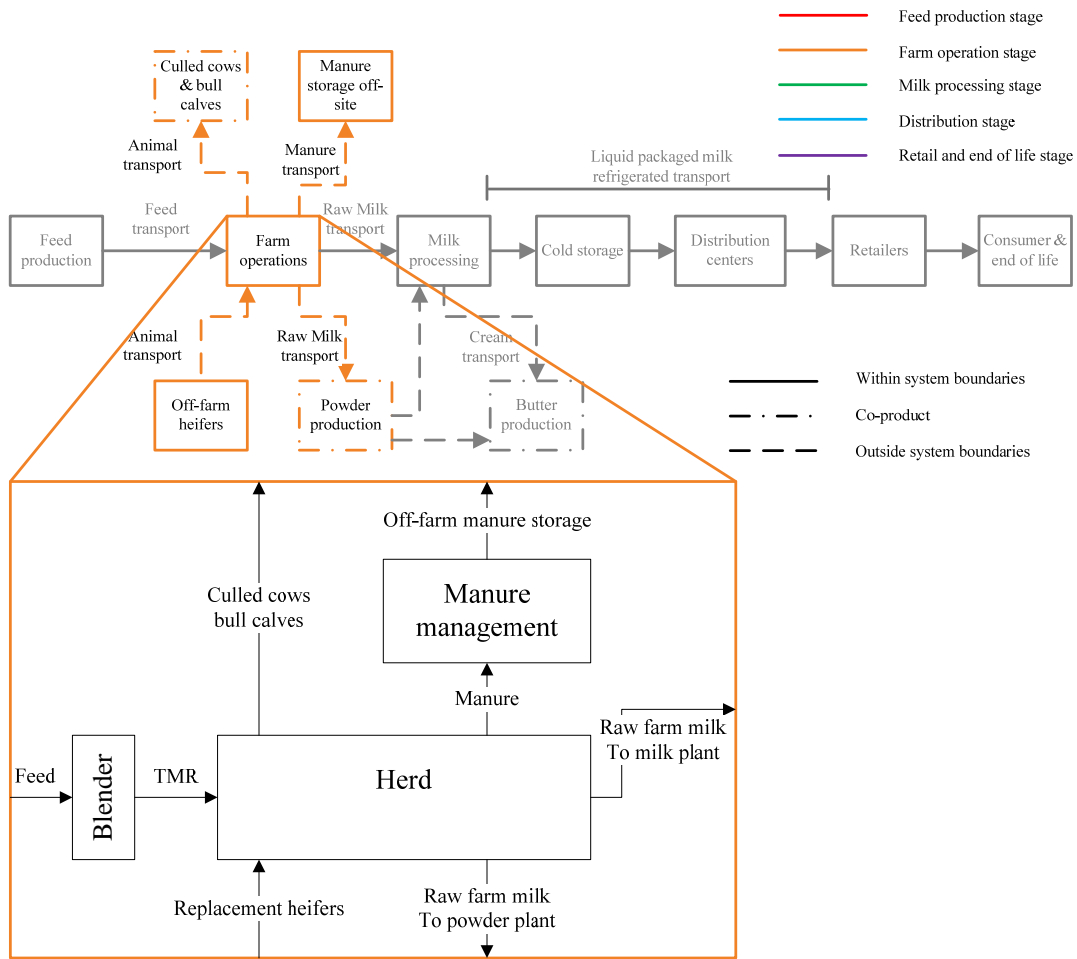 Feed production stage
Farm operation stage
Milk processing stage
Distribution stage
Retail and end of life stage
Culled cows
& bull
calves
Manure
storage off-
site
Animal
transport
Manure
transport
Liquid packaged milk
refrigerated transport
Feed
transport
Raw Milk
transport
Feed
production
Farm
operations
Milk
processing
Cold storage
Distribution
centers
Retailers
Consumer &
end of life
Animal
transport
Raw Milk
transport
Cream
transport
Off-farm
heifers
Powder
production
Butter
production
Within system boundaries
Co-product
Outside system boundaries
Off-farm manure storage
Culled cows
bull calves
Manure
management
Manure
Raw farm milk
To milk plant
Feed
Blender
TMR
Herd
Replacement heifers
Raw farm milk
To powder plant